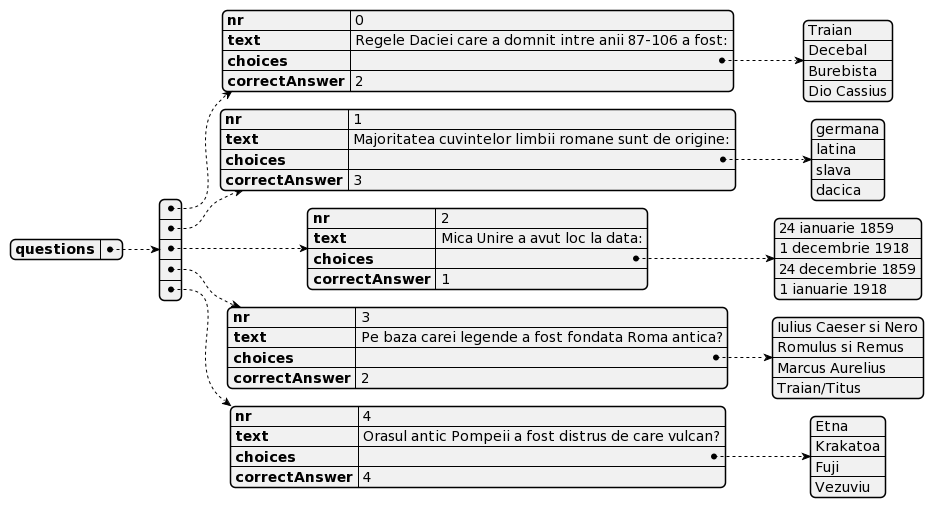 questions
nr 0
text Regele Daciei care a domnit intre anii 87-106 a fost:
choices
correctAnswer 2
Traian
Decebal
Burebista
Dio Cassius
nr 1
text Majoritatea cuvintelor limbii romane sunt de origine:
choices
correctAnswer 3
germana
latina
slava
dacica
nr 2
text Mica Unire a avut loc la data:
choices
correctAnswer 1
24 ianuarie 1859
1 decembrie 1918
24 decembrie 1859
1 ianuarie 1918
nr 3
text Pe baza carei legende a fost fondata Roma antica?
choices
correctAnswer 2
Iulius Caeser si Nero
Romulus si Remus
Marcus Aurelius
Traian/Titus
nr 4
text Orasul antic Pompeii a fost distrus de care vulcan?
choices
correctAnswer 4
Etna
Krakatoa
Fuji
Vezuviu